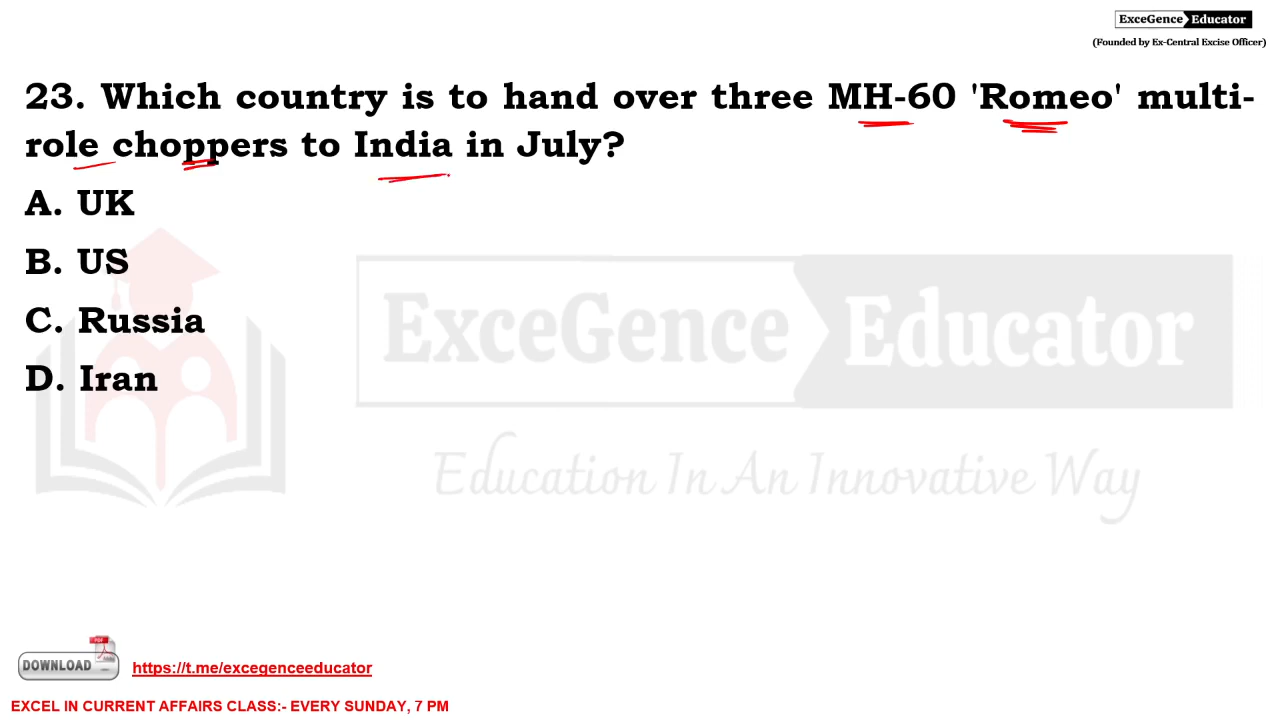 ExceGence Educator
(Founded by Ex-Central Excise Officer)
23. Which country is to hand over three MH-60 'Romeo' multi-
role choppers to India in July?
A. UK
B. US
C. Russia
D. Iran
ExceGence Educator
Education In An Innovative Way
DOWNLOAD PDF
https://t.me/excegenceeducator
EXCEL IN CURRENT AFFAIRS CLASS:- EVERY SUNDAY, 7 PM